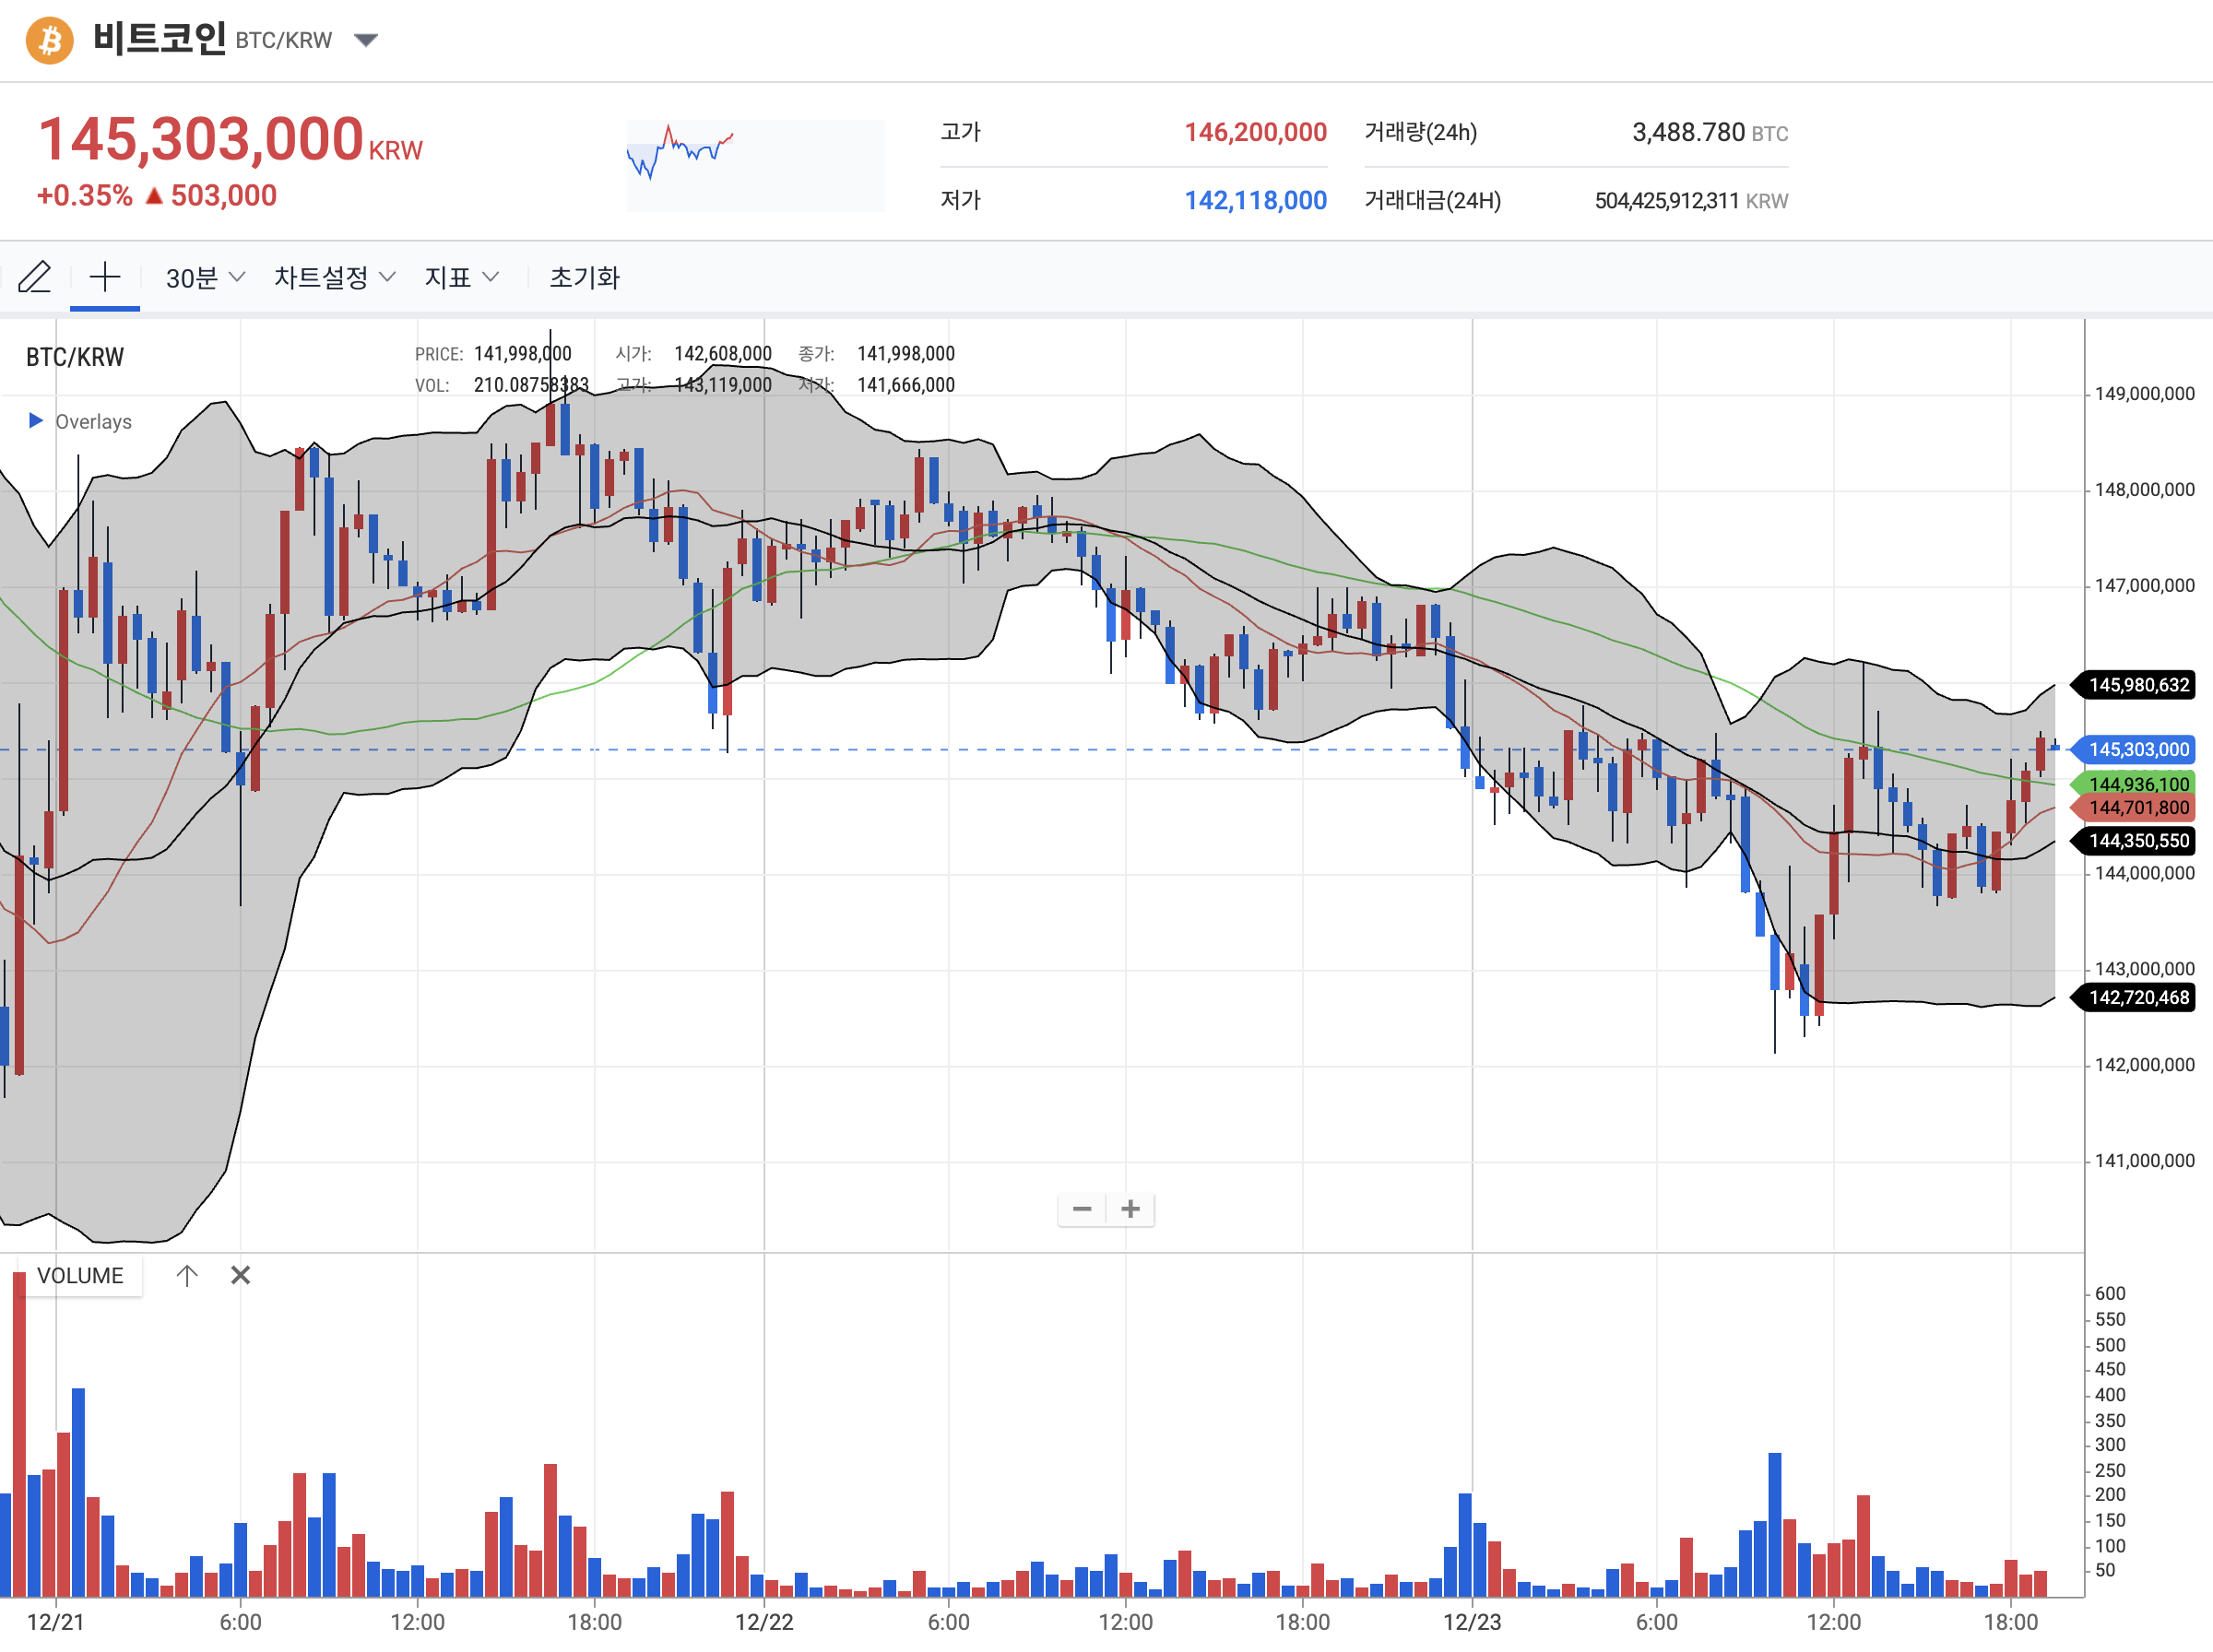 비트코인 BTC/KRW
145,303,000 KRW
+0.35% ▲ 503,000
고가 146,200,000
저가 142,118,000
거래량(24h) 3,488.780 BTC
거래대금(24H) 504,425,912,311 KRW
30분 차트설정 지표 초기화
BTC/KRW
PRICE: 141,998,000 시가: 142,608,000 종가: 141,998,000
VOL: 210.08758383 고가: 143,119,000 저가: 141,666,000
Overlays
149,000,000
148,000,000
147,000,000
145,980,632
145,303,000
144,936,100
144,701,800
144,350,550
144,000,000
143,000,000
142,720,468
142,000,000
141,000,000
VOLUME
600
550
500
450
400
350
300
250
200
150
100
50
12/21 6:00 12:00 18:00 12/22 6:00 12:00 18:00 12/23 6:00 12:00 18:00